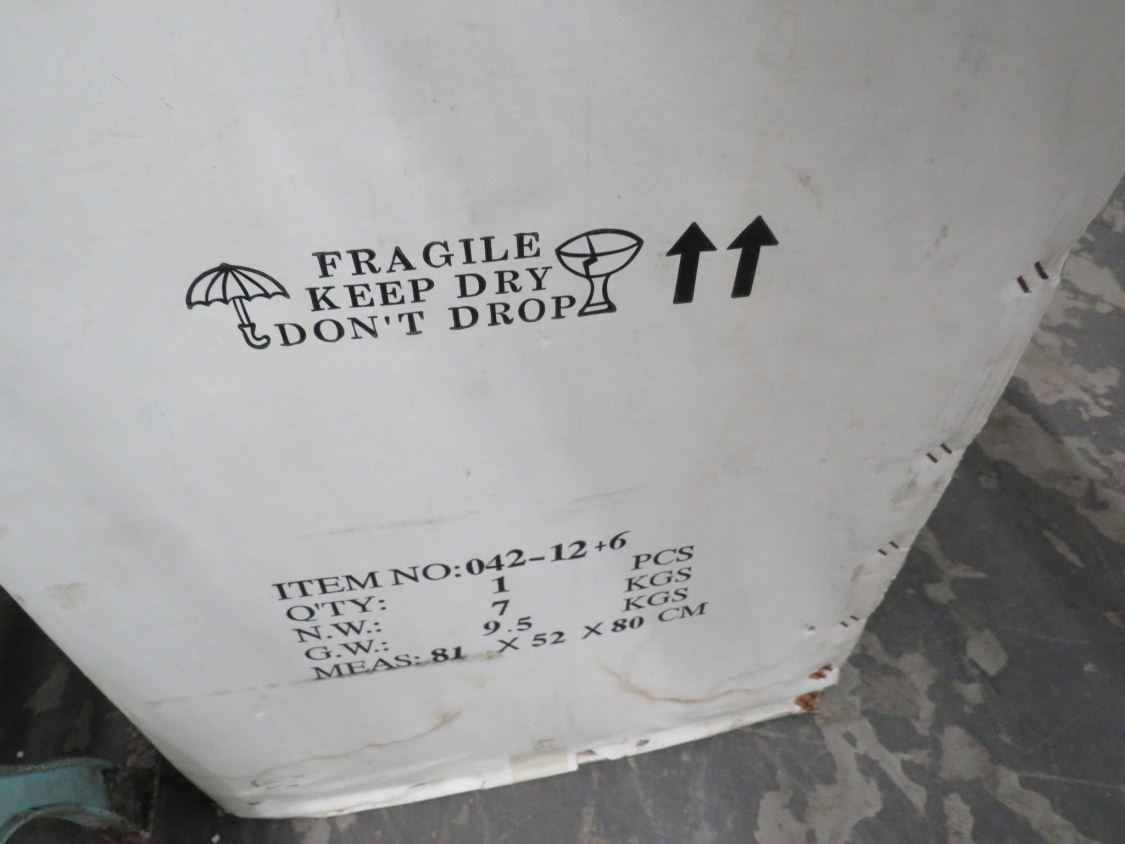 FRAGILE
KEEP DRY
DON'T DROP
ITEM NO: 042-12+6
Q'TY: 1 PCS
N.W.: 7 KGS
G.W.: 9.5 KGS
MEAS: 81 X 52 X 80 CM